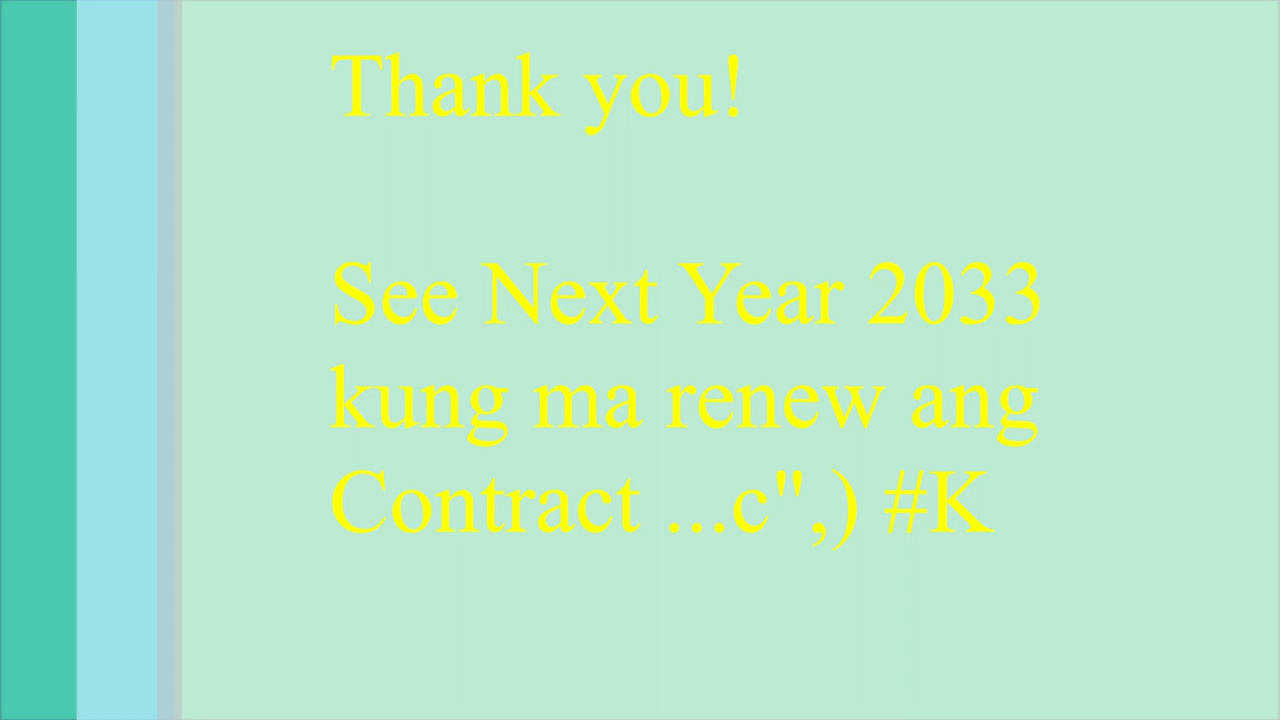 Thank you!
See Next Year 2033
kung ma renew ang
Contract ...c",) #K